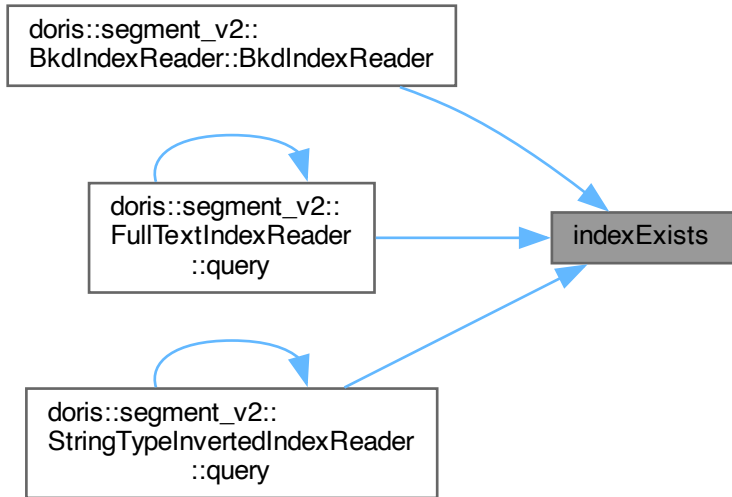 doris::segment_v2::
BkdIndexReader::BkdIndexReader
doris::segment_v2::
FullTextIndexReader
::query
indexExists
doris::segment_v2::
StringTypeInvertedIndexReader
::query